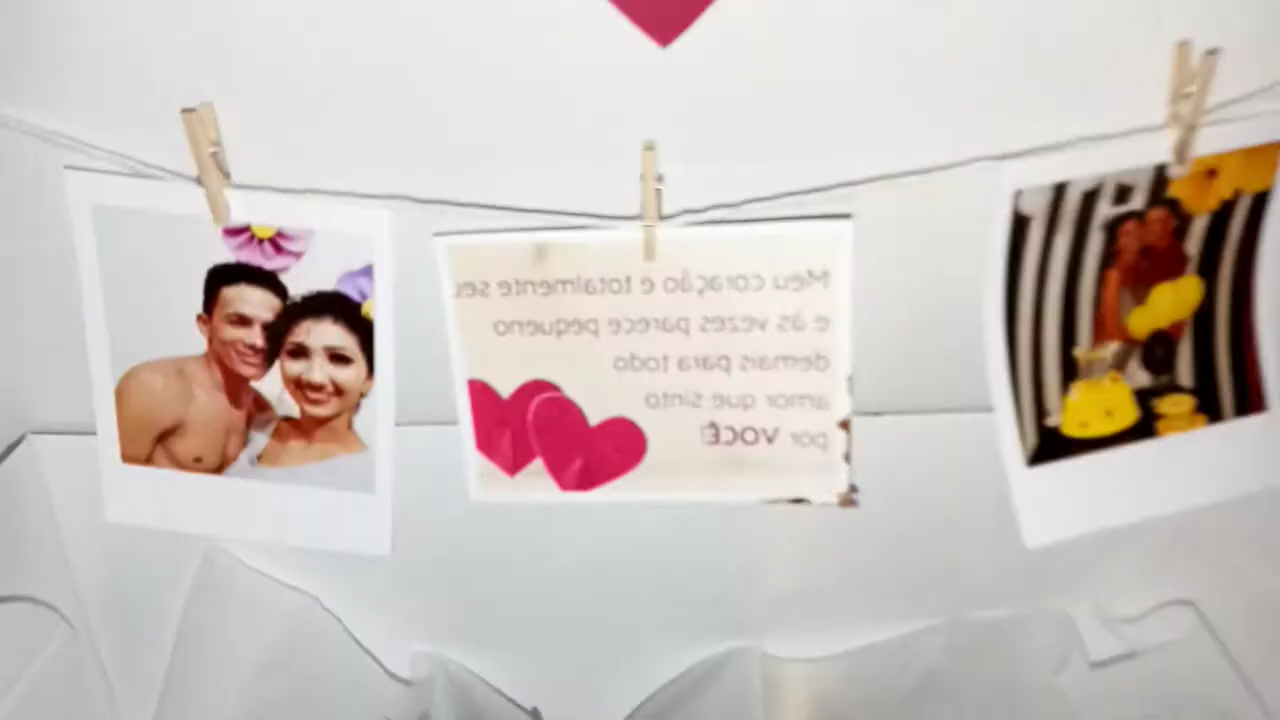 Meu coração e totalmente seu
e às vezes parece pequeno
demais para todo
amor que sinto
por VOCÊ!